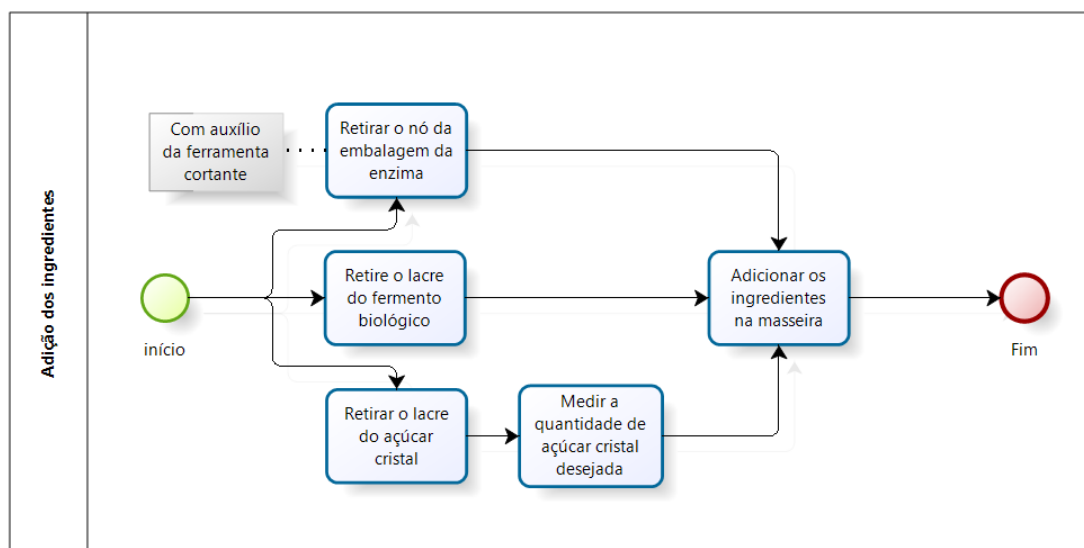 Adição dos ingredientes
Com auxílio
da ferramenta
cortante
Retirar o nó da
embalagem da
enzima
início
Retire o lacre
do fermento
biológico
Retirar o lacre
do açúcar
cristal
Medir a
quantidade de
açúcar cristal
desejada
Adicionar os
ingredientes
na masseira
Fim